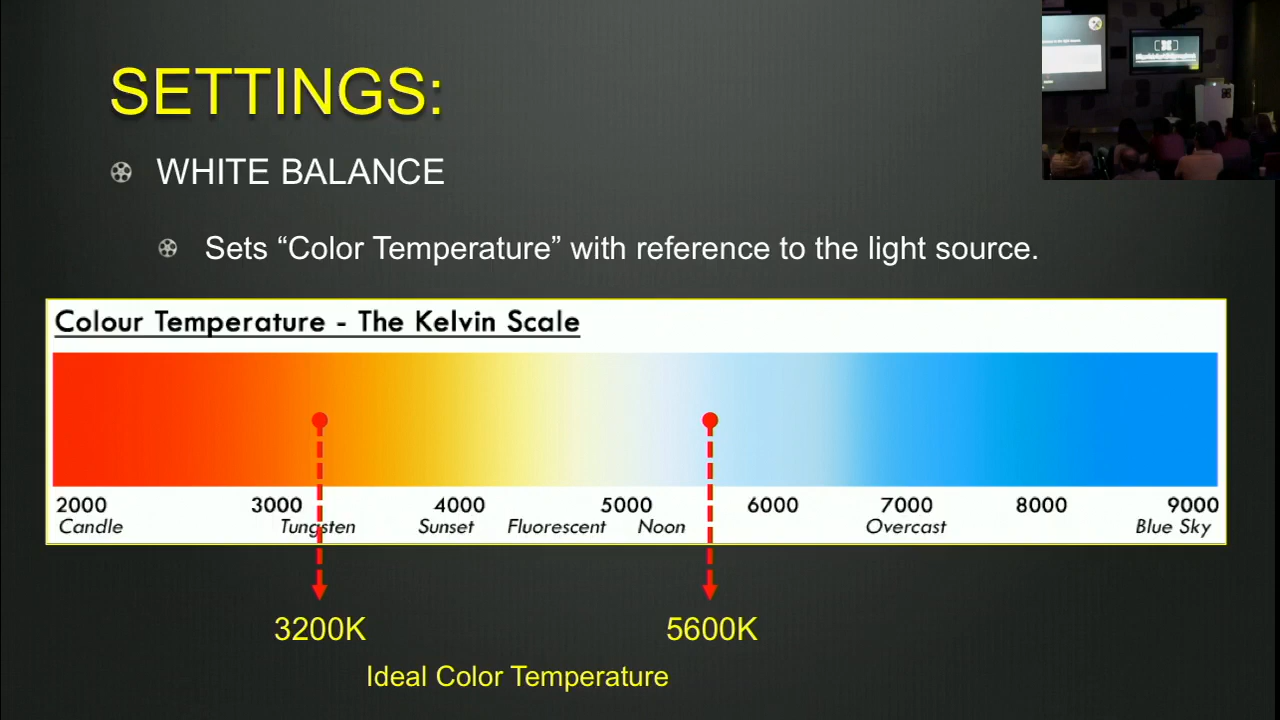 SETTINGS:
WHITE BALANCE
Sets “Color Temperature” with reference to the light source.
Colour Temperature - The Kelvin Scale
2000 3000 4000 5000 6000 7000 8000 9000
Candle Tungsten Sunset Fluorescent Noon Overcast Blue Sky
3200K 5600K
Ideal Color Temperature